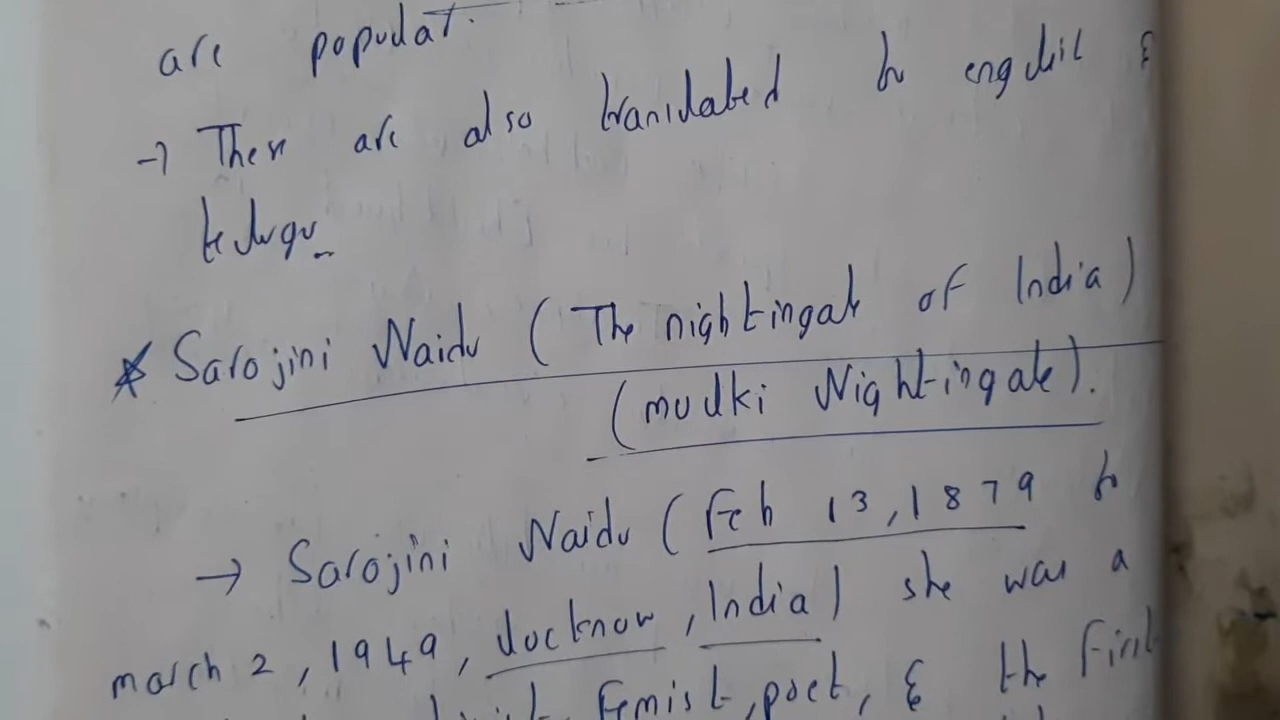 are popular.
→ There are also translated to english &
telugu
* Sarojini Naidu (The nightingale of India)
(mudki Nightingale).
→ Sarojini Naidu (Feb 13, 1879 to
march 2, 1949, lucknow, India) she was a
Femist, poet, & the First